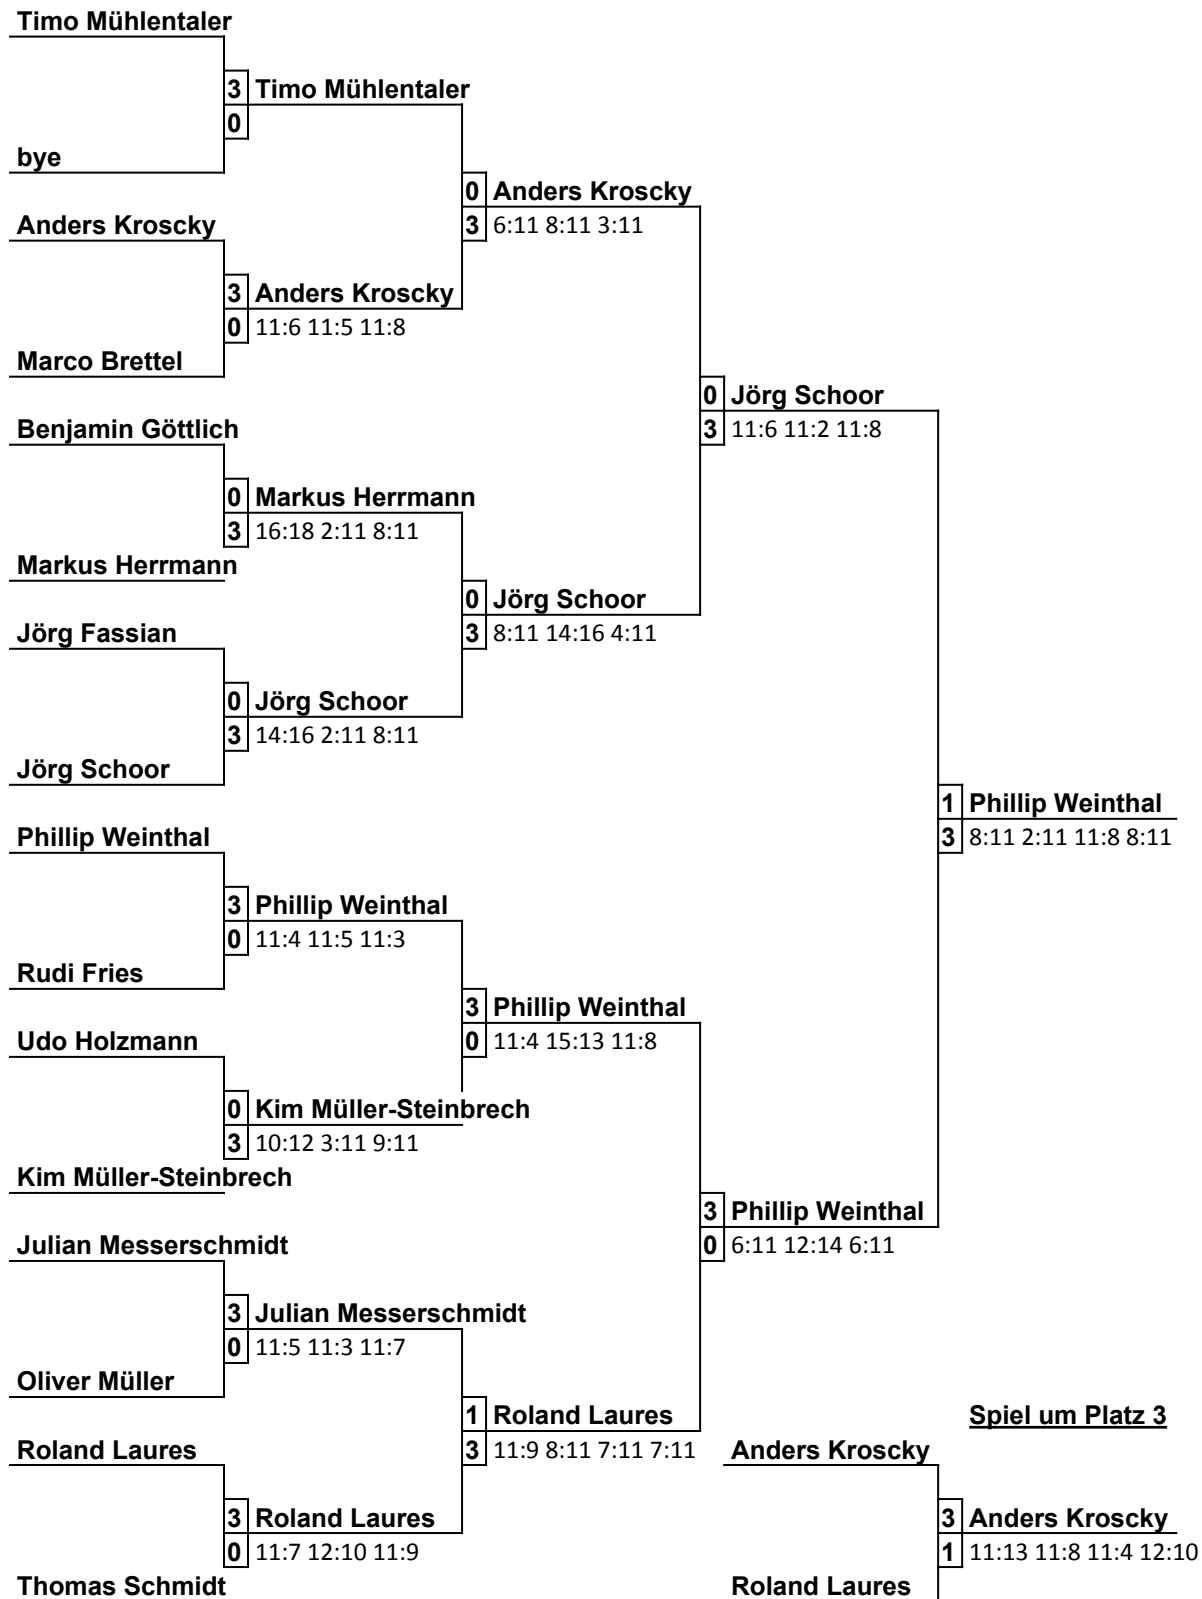 Timo Mühlentaler
3 Timo Mühlentaler
0
bye
0 Anders Kroscky
Anders Kroscky
3 6:11 8:11 3:11
3 Anders Kroscky
0 11:6 11:5 11:8
Marco Brettel
0 Jörg Schoor
Benjamin Göttlich
3 11:6 11:2 11:8
0 Markus Herrmann
3 16:18 2:11 8:11
Markus Herrmann
0 Jörg Schoor
Jörg Fassian
3 8:11 14:16 4:11
0 Jörg Schoor
3 14:16 2:11 8:11
Jörg Schoor
1 Phillip Weinthal
Phillip Weinthal
3 8:11 2:11 11:8 8:11
3 Phillip Weinthal
0 11:4 11:5 11:3
Rudi Fries
3 Phillip Weinthal
Udo Holzmann
0 11:4 15:13 11:8
0 Kim Müller-Steinbrech
3 10:12 3:11 9:11
Kim Müller-Steinbrech
3 Phillip Weinthal
Julian Messerschmidt
0 6:11 12:14 6:11
3 Julian Messerschmidt
0 11:5 11:3 11:7
Oliver Müller
1 Roland Laures
Spiel um Platz 3
Roland Laures
3 11:9 8:11 7:11 7:11
Anders Kroscky
3 Roland Laures
3 Anders Kroscky
0 11:7 12:10 11:9
1 11:13 11:8 11:4 12:10
Thomas Schmidt
Roland Laures